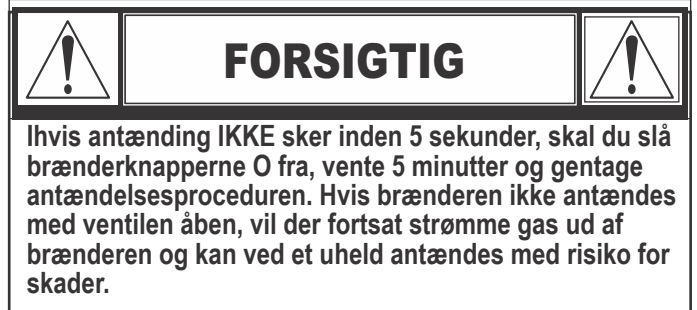 FORSIGTIG
Ihvis antænding IKKE sker inden 5 sekunder, skal du slå
brænderknapperne O fra, vente 5 minutter og gentage
antændelsesproceduren. Hvis brænderen ikke antændes
med ventilen åben, vil der fortsat strømme gas ud af
brænderen og kan ved et uheld antændes med risiko for
skader.